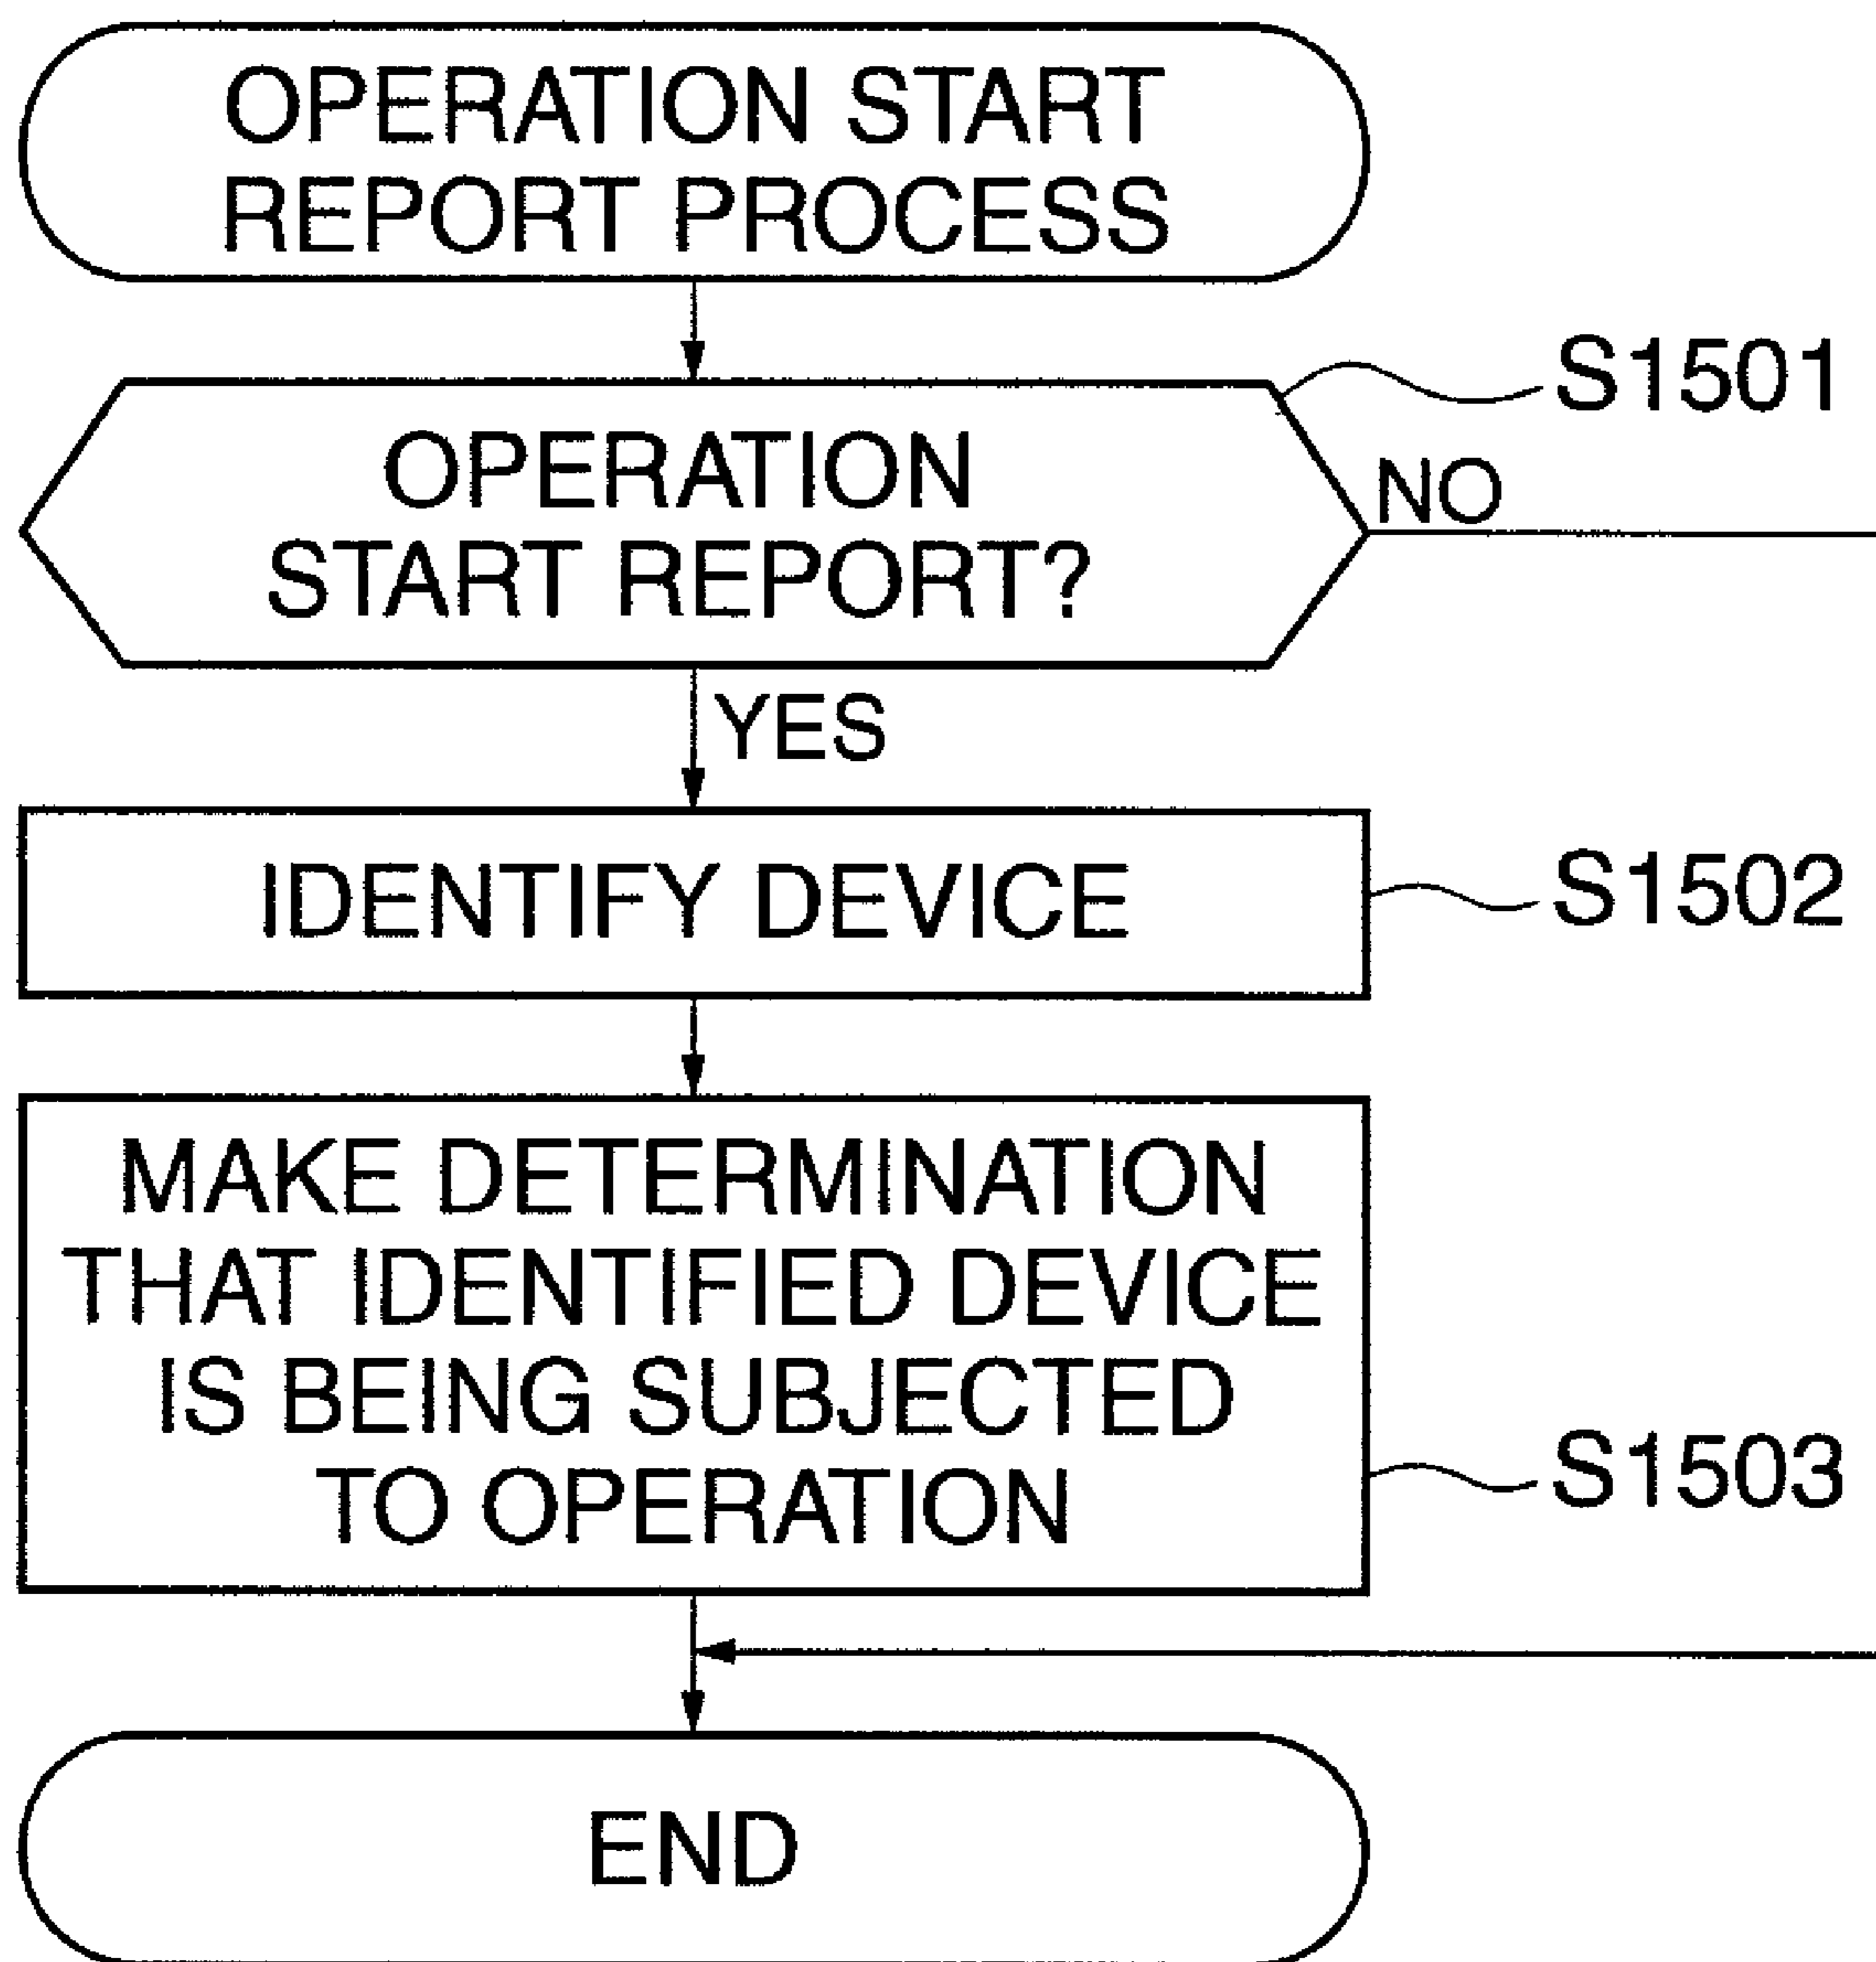 OPERATION START
REPORT PROCESS
S1501
OPERATION
START REPORT?
NO
YES
IDENTIFY DEVICE
S1502
MAKE DETERMINATION
THAT IDENTIFIED DEVICE
IS BEING SUBJECTED
TO OPERATION
S1503
END